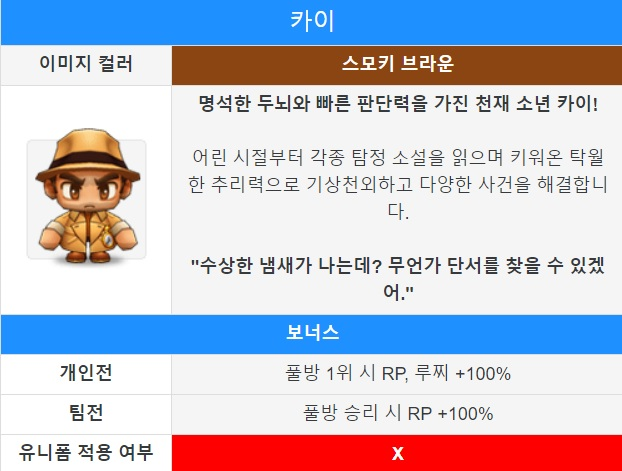 카이
이미지 컬러
스모키 브라운
명석한 두뇌와 빠른 판단력을 가진 천재 소년 카이!
어린 시절부터 각종 탐정 소설을 읽으며 키워온 탁월
한 추리력으로 기상천외하고 다양한 사건을 해결합니
다.
"수상한 냄새가 나는데? 무언가 단서를 찾을 수 있겠
어."
보너스
개인전
풀방 1위 시 RP, 루찌 +100%
팀전
풀방 승리 시 RP +100%
유니폼 적용 여부
X